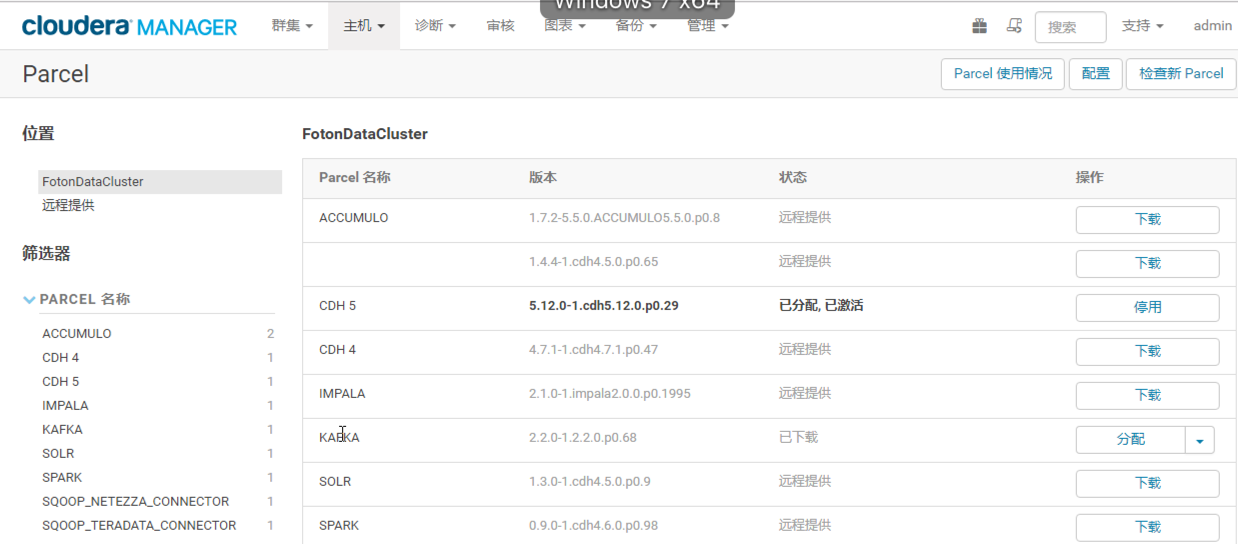 Windows 7 x64
cloudera MANAGER 群集 主机 诊断 审核 图表 备份 管理 搜索 支持 admin
Parcel Parcel 使用情况 配置 检查新 Parcel
位置
FotonDataCluster
远程提供
筛选器
PARCEL 名称
ACCUMULO 2
CDH 4 1
CDH 5 1
IMPALA 1
KAFKA 1
SOLR 1
SPARK 1
SQOOP_NETEZZA_CONNECTOR 1
SQOOP_TERADATA_CONNECTOR 1
FotonDataCluster
Parcel 名称 版本 状态 操作
ACCUMULO 1.7.2-5.5.0.ACCUMULO5.5.0.p0.8 远程提供 下载
1.4.4-1.cdh4.5.0.p0.65 远程提供 下载
CDH 5 5.12.0-1.cdh5.12.0.p0.29 已分配, 已激活 停用
CDH 4 4.7.1-1.cdh4.7.1.p0.47 远程提供 下载
IMPALA 2.1.0-1.impala2.0.0.p0.1995 远程提供 下载
KAFKA 2.2.0-1.2.2.0.p0.68 已下载 分配
SOLR 1.3.0-1.cdh4.5.0.p0.9 远程提供 下载
SPARK 0.9.0-1.cdh4.6.0.p0.98 远程提供 下载